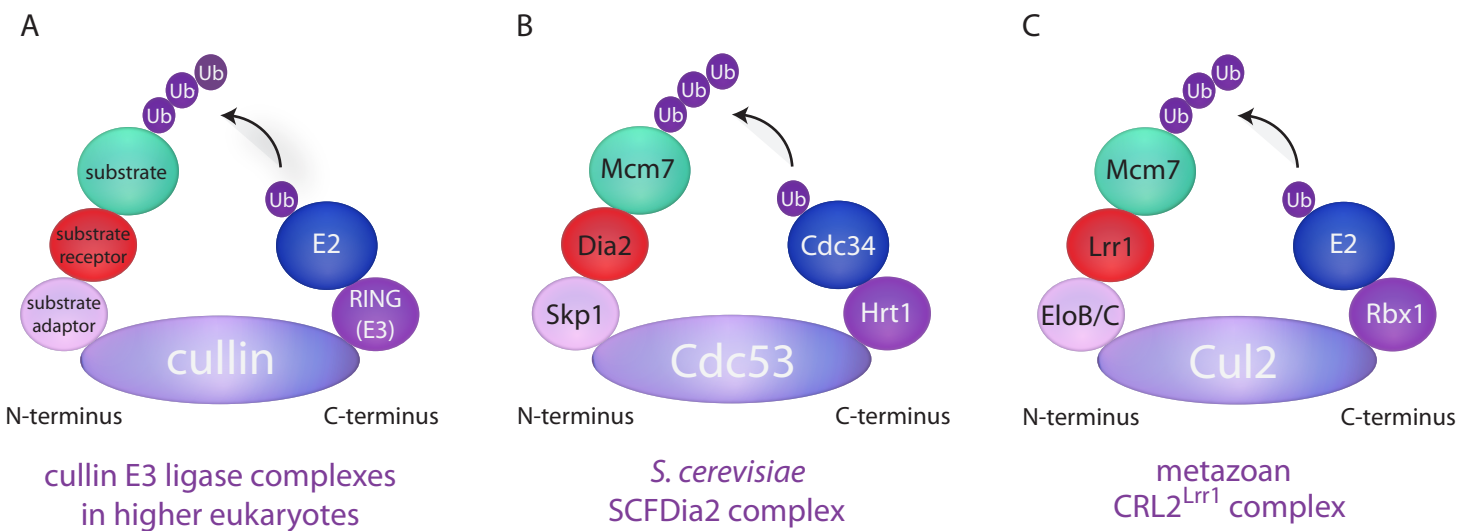 A
Ub
Ub
Ub
substrate
Ub
substrate
receptor
E2
substrate
adaptor
RING
(E3)
cullin
N-terminus
C-terminus
cullin E3 ligase complexes
in higher eukaryotes
B
Ub
Ub
Ub
Mcm7
Ub
Dia2
Cdc34
Skp1
Hrt1
Cdc53
N-terminus
C-terminus
S. cerevisiae
SCFDia2 complex
C
Ub
Ub
Ub
Mcm7
Ub
Lrr1
E2
EloB/C
Rbx1
Cul2
N-terminus
C-terminus
metazoan
CRL2^Lrr1 complex